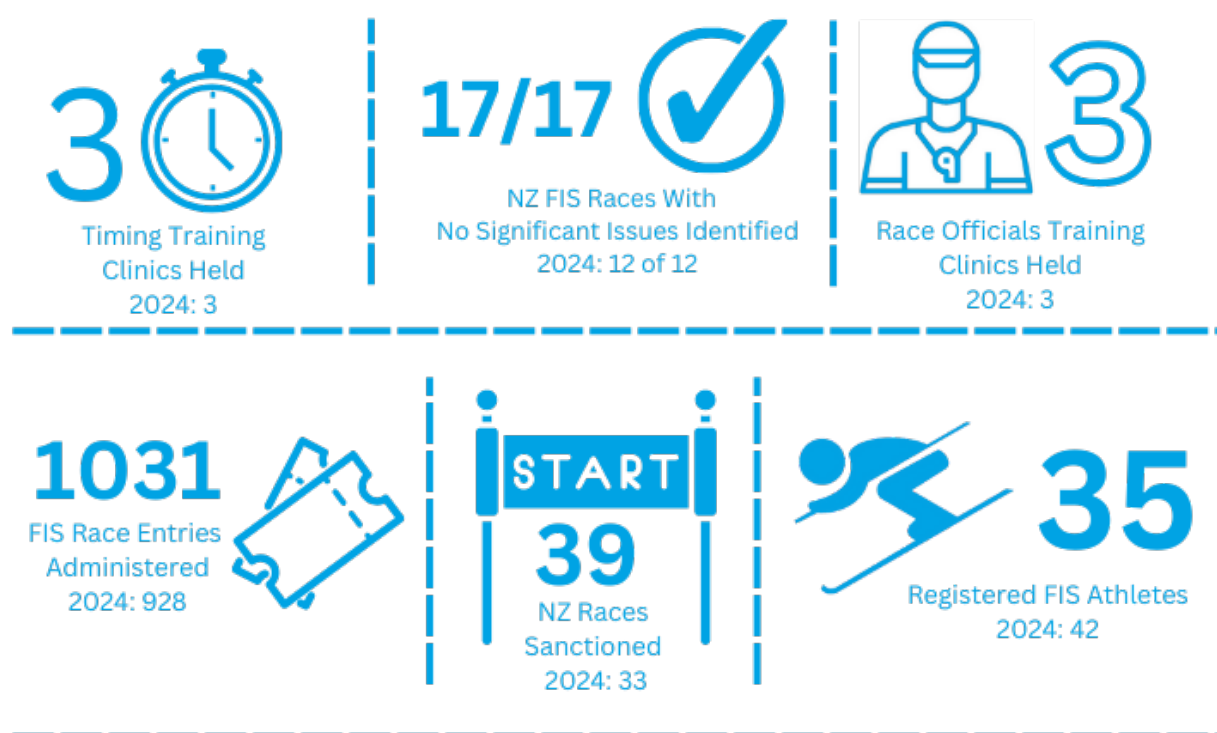 3
Timing Training
Clinics Held
2024: 3
17/17
NZ FIS Races With
No Significant Issues Identified
2024: 12 of 12
3
Race Officials Training
Clinics Held
2024: 3
1031
FIS Race Entries
Administered
2024: 928
START
39
NZ Races
Sanctioned
2024: 33
35
Registered FIS Athletes
2024: 42